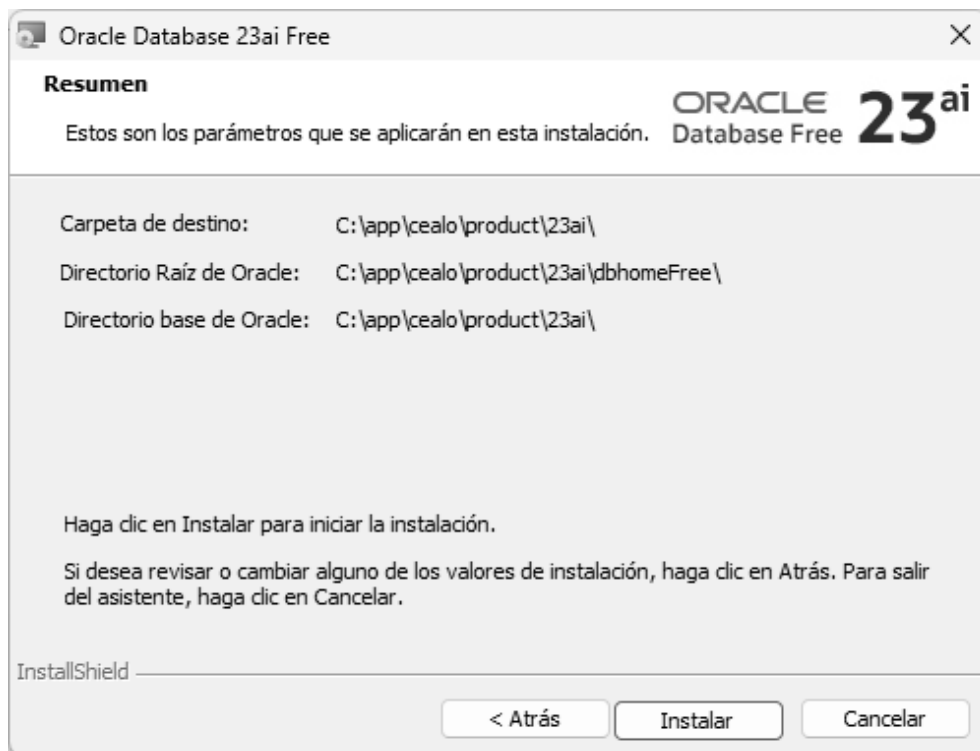 Oracle Database 23ai Free
Resumen
Estos son los parámetros que se aplicarán en esta instalación.
ORACLE
Database Free 23ai
Carpeta de destino: C:\app\cealo\product\23ai\
Directorio Raíz de Oracle: C:\app\cealo\product\23ai\dbhomeFree\
Directorio base de Oracle: C:\app\cealo\product\23ai\
Haga clic en Instalar para iniciar la instalación.
Si desea revisar o cambiar alguno de los valores de instalación, haga clic en Atrás. Para salir
del asistente, haga clic en Cancelar.
InstallShield
< Atrás Instalar Cancelar